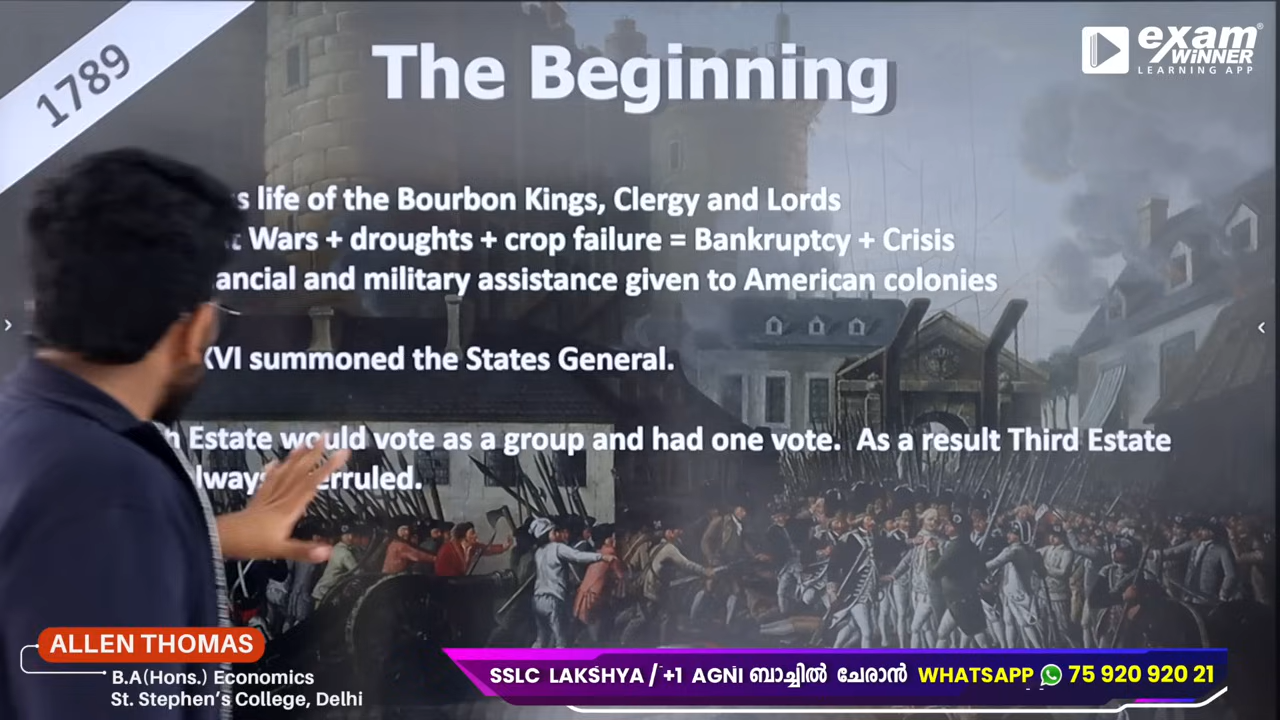 1789
The Beginning
exam
WINNER
LEARNING APP
life of the Bourbon Kings, Clergy and Lords
Wars + droughts + crop failure = Bankruptcy + Crisis
and military assistance given to American colonies
XVI summoned the States General.
Estate would vote as a group and had one vote. As a result Third Estate
ALLEN THOMAS
B.A(Hons.) Economics
St. Stephen's College, Delhi
SSLC LAKSHYA / +1 AGNI ബാച്ചിൽ ചേരാൻ WHATSAPP 75 920 920 21